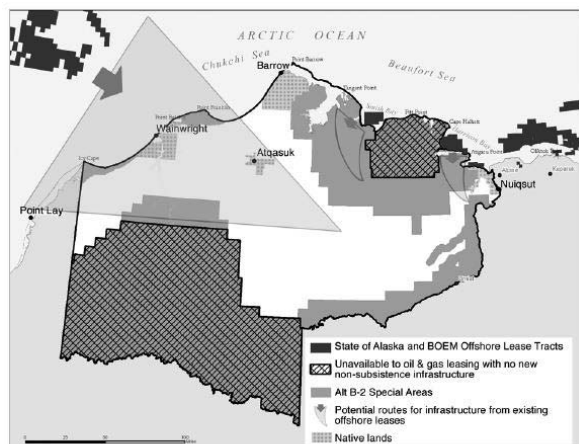 ARCTIC OCEAN
Chukchi Sea
Beaufort Sea
Point Barrow
Barrow
Wainwright
Atqasuk
Icy Cape
Point Lay
Nuiqsut
State of Alaska and BOEM Offshore Lease Tracts
Unavailable to oil & gas leasing with no new
non-subsistence infrastructure
Alt B-2 Special Areas
Potential routes for infrastructure from existing
offshore leases
Native lands